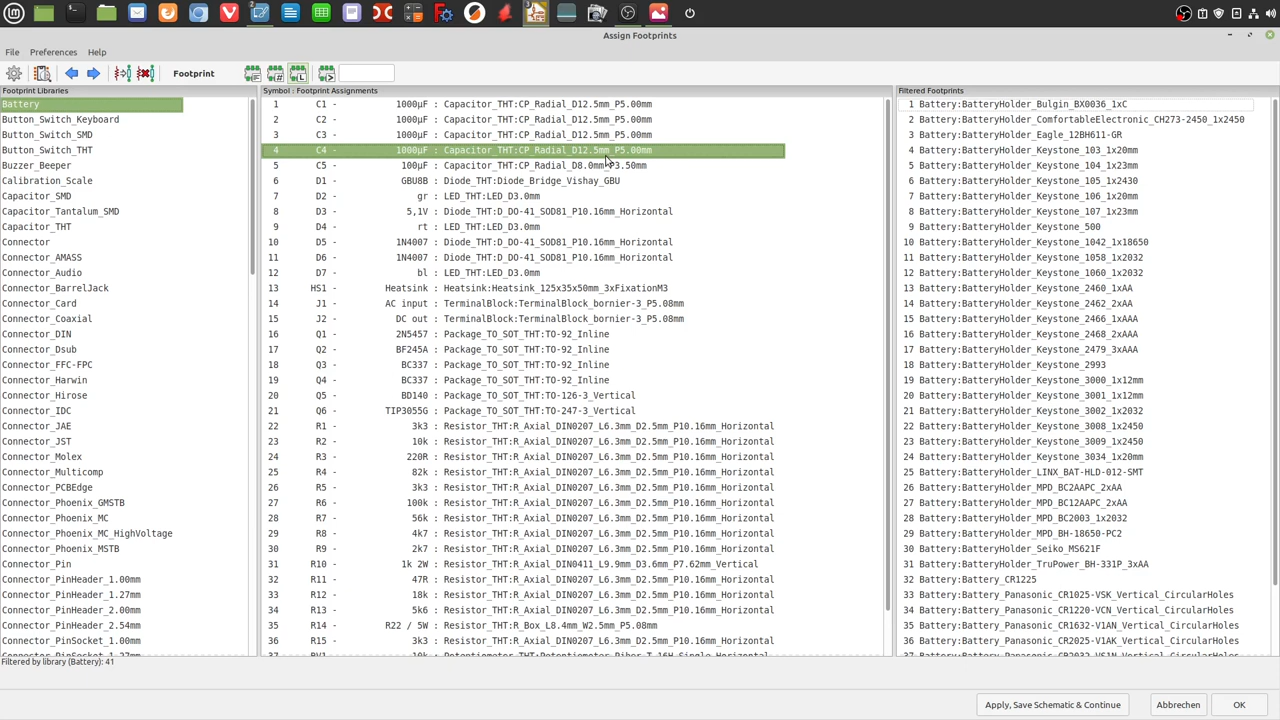 Assign Footprints
File Preferences Help
Footprint
Footprint Libraries
Battery
Button_Switch_Keyboard
Button_Switch_SMD
Button_Switch_THT
Buzzer_Beeper
Calibration_Scale
Capacitor_SMD
Capacitor_Tantalum_SMD
Capacitor_THT
Connector
Connector_AMASS
Connector_Audio
Connector_BarrelJack
Connector_Card
Connector_Coaxial
Connector_DIN
Connector_Dsub
Connector_FFC-FPC
Connector_Harwin
Connector_Hirose
Connector_IDC
Connector_JAE
Connector_JST
Connector_Molex
Connector_Multicomp
Connector_PCBEdge
Connector_Phoenix_GMSTB
Connector_Phoenix_MC
Connector_Phoenix_MC_HighVoltage
Connector_Phoenix_MSTB
Connector_Pin
Connector_PinHeader_1.00mm
Connector_PinHeader_1.27mm
Connector_PinHeader_2.00mm
Connector_PinHeader_2.54mm
Connector_PinSocket_1.00mm
Connector_PinSocket_1.27mm
Symbol : Footprint Assignments
1 C1 - 1000µF : Capacitor_THT:CP_Radial_D12.5mm_P5.00mm
2 C2 - 1000µF : Capacitor_THT:CP_Radial_D12.5mm_P5.00mm
3 C3 - 1000µF : Capacitor_THT:CP_Radial_D12.5mm_P5.00mm
4 C4 - 1000µF : Capacitor_THT:CP_Radial_D12.5mm_P5.00mm
5 C5 - 100µF : Capacitor_THT:CP_Radial_D8.0mm_P3.50mm
6 D1 - GBU8B : Diode_THT:Diode_Bridge_Vishay_GBU
7 D2 - gr : LED_THT:LED_D3.0mm
8 D3 - 5,1V : Diode_THT:D_DO-41_SOD81_P10.16mm_Horizontal
9 D4 - rt : LED_THT:LED_D3.0mm
10 D5 - 1N4007 : Diode_THT:D_DO-41_SOD81_P10.16mm_Horizontal
11 D6 - 1N4007 : Diode_THT:D_DO-41_SOD81_P10.16mm_Horizontal
12 D7 - bl : LED_THT:LED_D3.0mm
13 HS1 - Heatsink : Heatsink:Heatsink_125x35x50mm_3xFixationM3
14 J1 - AC input : TerminalBlock:TerminalBlock_bornier-3_P5.08mm
15 J2 - DC out : TerminalBlock:TerminalBlock_bornier-3_P5.08mm
16 Q1 - 2N5457 : Package_TO_SOT_THT:TO-92_Inline
17 Q2 - BF245A : Package_TO_SOT_THT:TO-92_Inline
18 Q3 - BC337 : Package_TO_SOT_THT:TO-92_Inline
19 Q4 - BC337 : Package_TO_SOT_THT:TO-92_Inline
20 Q5 - BD140 : Package_TO_SOT_THT:TO-126-3_Vertical
21 Q6 - TIP3055G : Package_TO_SOT_THT:TO-247-3_Vertical
22 R1 - 3k3 : Resistor_THT:R_Axial_DIN0207_L6.3mm_D2.5mm_P10.16mm_Horizontal
23 R2 - 10k : Resistor_THT:R_Axial_DIN0207_L6.3mm_D2.5mm_P10.16mm_Horizontal
24 R3 - 220R : Resistor_THT:R_Axial_DIN0207_L6.3mm_D2.5mm_P10.16mm_Horizontal
25 R4 - 82k : Resistor_THT:R_Axial_DIN0207_L6.3mm_D2.5mm_P10.16mm_Horizontal
26 R5 - 3k3 : Resistor_THT:R_Axial_DIN0207_L6.3mm_D2.5mm_P10.16mm_Horizontal
27 R6 - 100k : Resistor_THT:R_Axial_DIN0207_L6.3mm_D2.5mm_P10.16mm_Horizontal
28 R7 - 56k : Resistor_THT:R_Axial_DIN0207_L6.3mm_D2.5mm_P10.16mm_Horizontal
29 R8 - 4k7 : Resistor_THT:R_Axial_DIN0207_L6.3mm_D2.5mm_P10.16mm_Horizontal
30 R9 - 2k7 : Resistor_THT:R_Axial_DIN0207_L6.3mm_D2.5mm_P10.16mm_Horizontal
31 R10 - 1k 2W : Resistor_THT:R_Axial_DIN0411_L9.9mm_D3.6mm_P7.62mm_Vertical
32 R11 - 47R : Resistor_THT:R_Axial_DIN0207_L6.3mm_D2.5mm_P10.16mm_Horizontal
33 R12 - 18k : Resistor_THT:R_Axial_DIN0207_L6.3mm_D2.5mm_P10.16mm_Horizontal
34 R13 - 5k6 : Resistor_THT:R_Axial_DIN0207_L6.3mm_D2.5mm_P10.16mm_Horizontal
35 R14 - R22 / 5W : Resistor_THT:R_Box_L8.4mm_W2.5mm_P5.08mm
36 R15 - 3k3 : Resistor_THT:R_Axial_DIN0207_L6.3mm_D2.5mm_P10.16mm_Horizontal
37 RV1 - 10k : Potentiometer_THT:Potentiometer_Piher_T-16H_Single_Horizontal
Filtered Footprints
1 Battery:BatteryHolder_Bulgin_BX0036_1xC
2 Battery:BatteryHolder_ComfortableElectronic_CH273-2450_1x2450
3 Battery:BatteryHolder_Eagle_12BH611-GR
4 Battery:BatteryHolder_Keystone_103_1x20mm
5 Battery:BatteryHolder_Keystone_104_1x23mm
6 Battery:BatteryHolder_Keystone_105_1x2430
7 Battery:BatteryHolder_Keystone_106_1x20mm
8 Battery:BatteryHolder_Keystone_107_1x23mm
9 Battery:BatteryHolder_Keystone_500
10 Battery:BatteryHolder_Keystone_1042_1x18650
11 Battery:BatteryHolder_Keystone_1058_1x2032
12 Battery:BatteryHolder_Keystone_1060_1x2032
13 Battery:BatteryHolder_Keystone_2460_1xAA
14 Battery:BatteryHolder_Keystone_2462_2xAA
15 Battery:BatteryHolder_Keystone_2466_1xAAA
16 Battery:BatteryHolder_Keystone_2468_2xAAA
17 Battery:BatteryHolder_Keystone_2479_3xAAA
18 Battery:BatteryHolder_Keystone_2993
19 Battery:BatteryHolder_Keystone_3000_1x12mm
20 Battery:BatteryHolder_Keystone_3001_1x12mm
21 Battery:BatteryHolder_Keystone_3002_1x2032
22 Battery:BatteryHolder_Keystone_3008_1x2450
23 Battery:BatteryHolder_Keystone_3009_1x2450
24 Battery:BatteryHolder_Keystone_3034_1x20mm
25 Battery:BatteryHolder_LINX_BAT-HLD-012-SMT
26 Battery:BatteryHolder_MPD_BC2AAPC_2xAA
27 Battery:BatteryHolder_MPD_BC12AAPC_2xAA
28 Battery:BatteryHolder_MPD_BC2003_1x2032
29 Battery:BatteryHolder_MPD_BH-18650-PC2
30 Battery:BatteryHolder_Seiko_MS621F
31 Battery:BatteryHolder_TruPower_BH-331P_3xAA
32 Battery:Battery_CR1225
33 Battery:Battery_Panasonic_CR1025-VSK_Vertical_CircularHoles
34 Battery:Battery_Panasonic_CR1220-VCN_Vertical_CircularHoles
35 Battery:Battery_Panasonic_CR1632-V1AN_Vertical_CircularHoles
36 Battery:Battery_Panasonic_CR2025-V1AK_Vertical_CircularHoles
37 Battery:Battery_Panasonic_CR2032-VS1N_Vertical_CircularHoles
Filtered by library (Battery): 41
Apply, Save Schematic & Continue
Abbrechen
OK